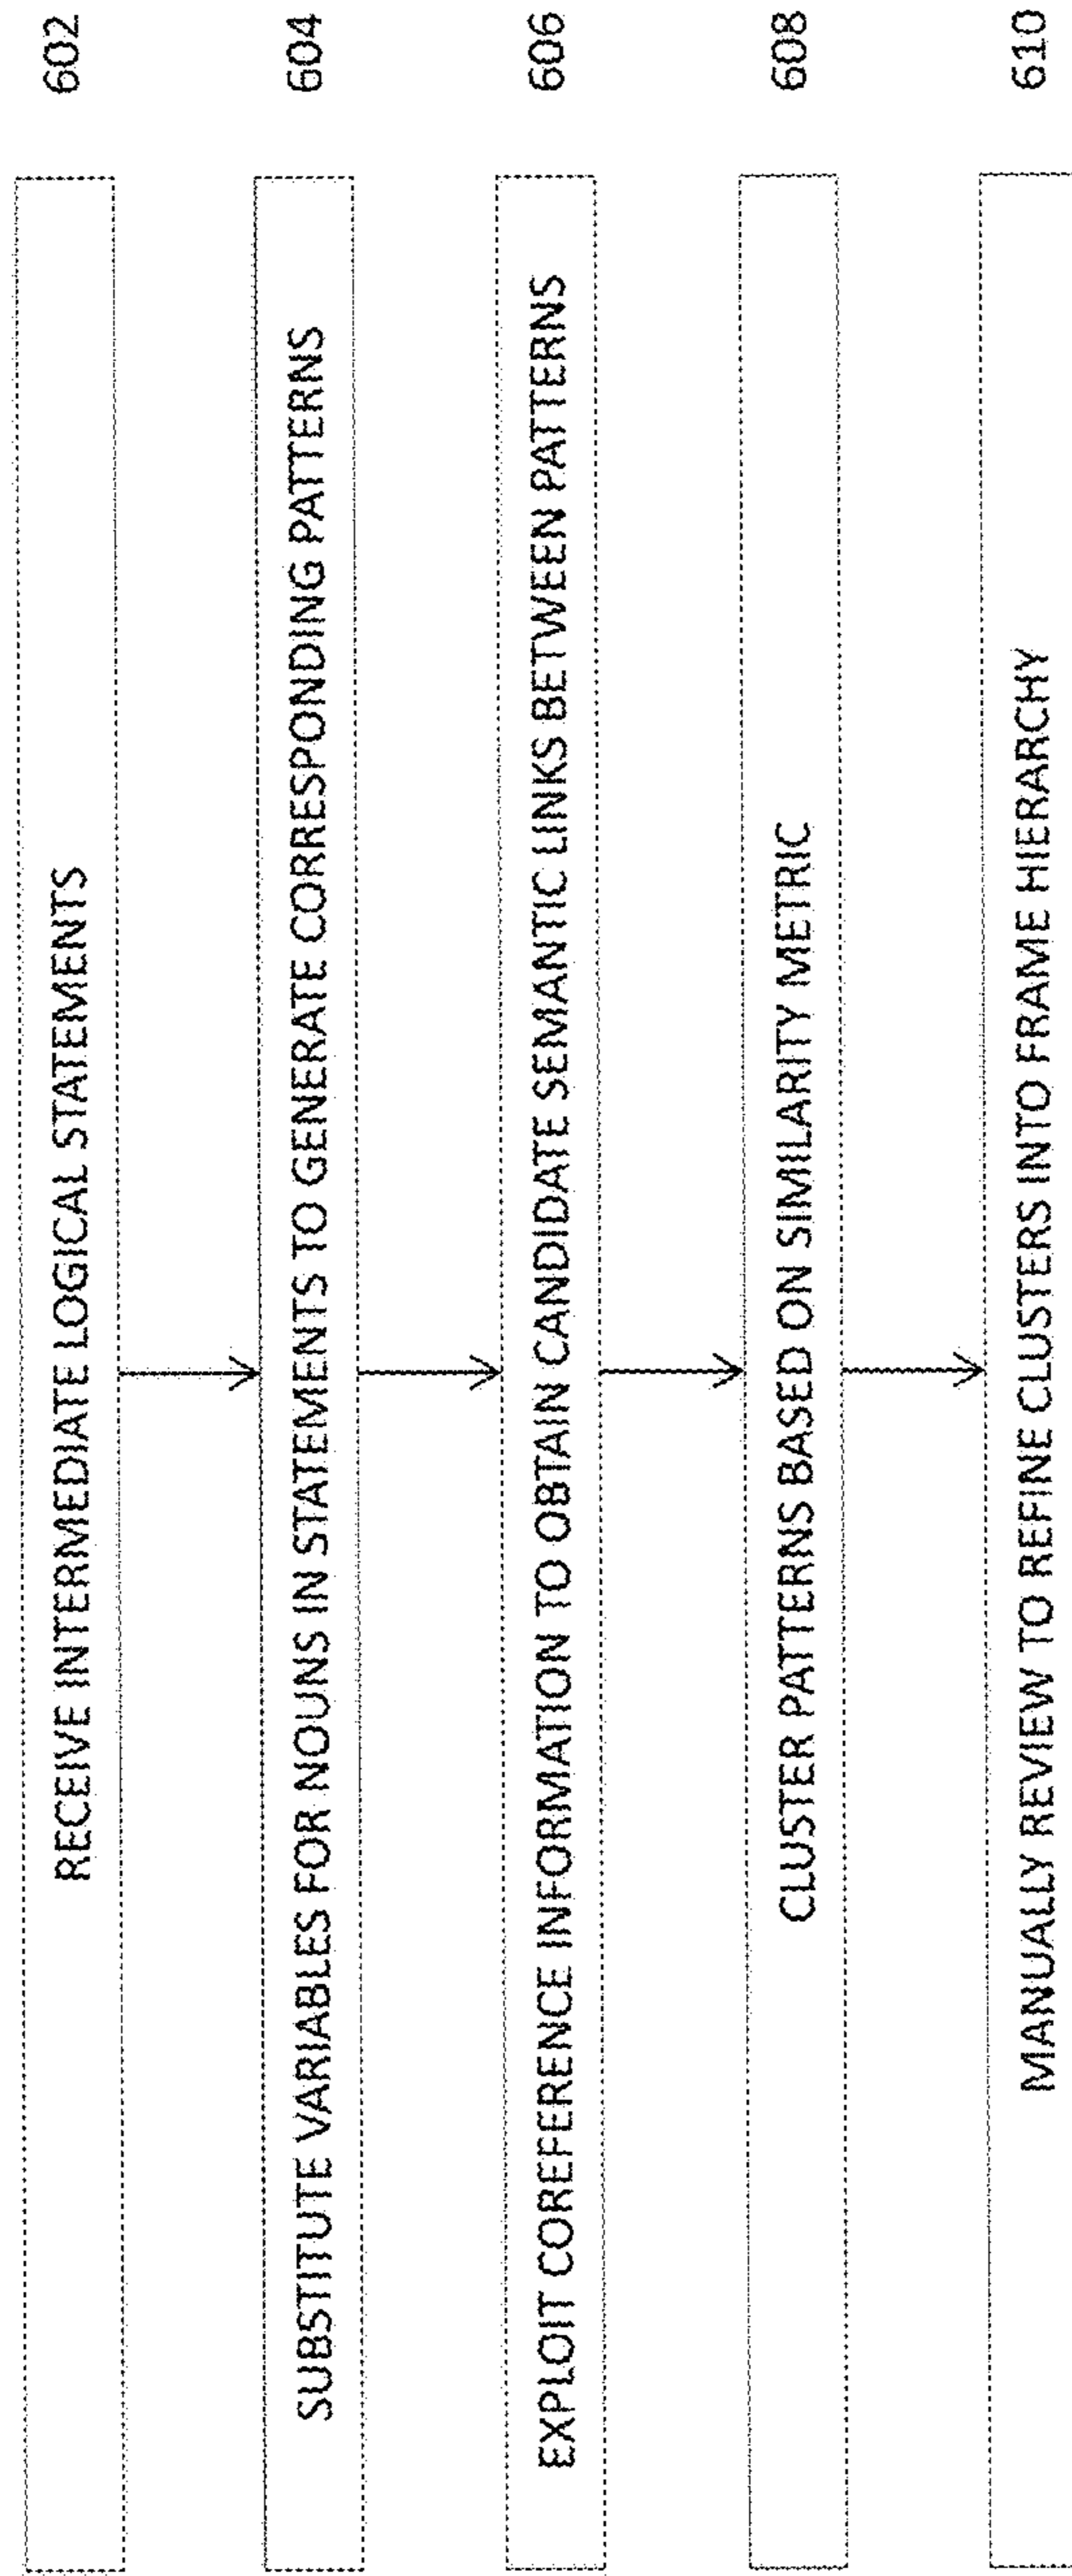 RECEIVE INTERMEDIATE LOGICAL STATEMENTS
602
SUBSTITUTE VARIABLES FOR NOUNS IN STATEMENTS TO GENERATE CORRESPONDING PATTERNS
604
EXPLOIT COREFERENCE INFORMATION TO OBTAIN CANDIDATE SEMANTIC LINKS BETWEEN PATTERNS
606
CLUSTER PATTERNS BASED ON SIMILARITY METRIC
608
MANUALLY REVIEW TO REFINE CLUSTERS INTO FRAME HIERARCHY
610